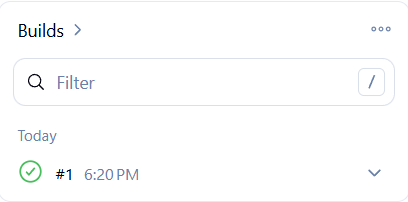 Builds
Filter /
Today
#1 6:20 PM